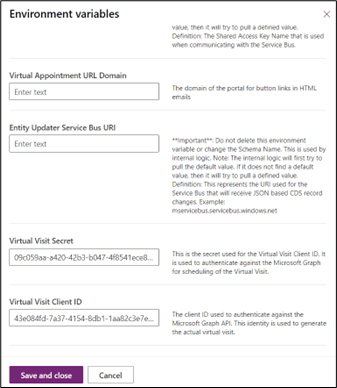 Environment variables
value, then it will try to pull a defined value.
Definition: The Shared Access Key Name that is used
when communicating with the Service Bus.
Virtual Appointment URL Domain
Enter text
The domain of the portal for button links in HTML
emails
Entity Updater Service Bus URI
Enter text
**Important**: Do not delete this environment
variable or change the Schema Name. This is used by
internal logic. Note: The internal logic will first try to
pull the default value. If it does not find a default
value, then it will try to pull a defined value.
Definition: This represents the URI used for the
Service Bus that will receive JSON based CDS record
changes. Example:
mservicebus.servicebus.windows.net
Virtual Visit Secret
09c059aa-a420-42b3-b047-4f8541ece8...
This is the secret used for the Virtual Visit Client ID. It
is used to authenticate against the Microsoft Graph
for scheduling of the Virtual Visit.
Virtual Visit Client ID
43e084fd-7a37-4154-8db1-1aa82c3e7e...
The client ID used to authenticate against the
Microsoft Graph API. This identity is used to generate
the actual virtual visit.
Save and close
Cancel